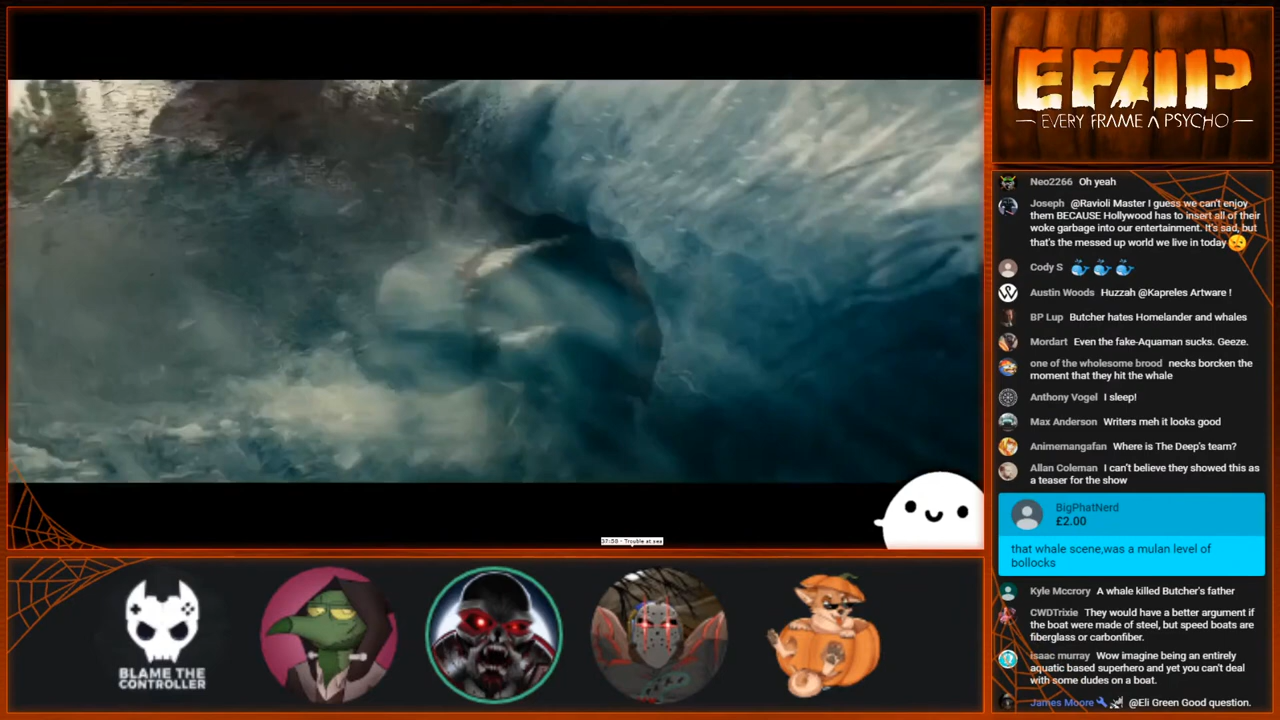 EFAP
EVERY FRAME A PSYCHO
Neo2266 Oh yeah
Joseph @Ravioli Master I guess we can't enjoy
them BECAUSE Hollywood has to insert all of their
woke garbage into our entertainment. It's sad, but
that's the messed up world we live in today
Cody S
Austin Woods Huzzah @Kapreles Artware !
BP Lup Butcher hates Homelander and whales
Mordart Even the fake-Aquaman sucks. Geeze.
one of the wholesome brood necks borcken the
moment that they hit the whale
Anthony Vogel I sleep!
Max Anderson Writers meh it looks good
Animemangafan Where is The Deep's team?
Allan Coleman I can't believe they showed this as
a teaser for the show
BigPhatNerd
£2.00
that whale scene,was a mulan level of
bollocks
Kyle Mccrory A whale killed Butcher's father
CWDTrixie They would have a better argument if
the boat were made of steel, but speed boats are
fiberglass or carbonfiber.
isaac murray Wow imagine being an entirely
aquatic based superhero and yet you can't deal
with some dudes on a boat.
James Moore @Eli Green Good question.
37:58 - Trouble at sea
BLAME THE
CONTROLLER